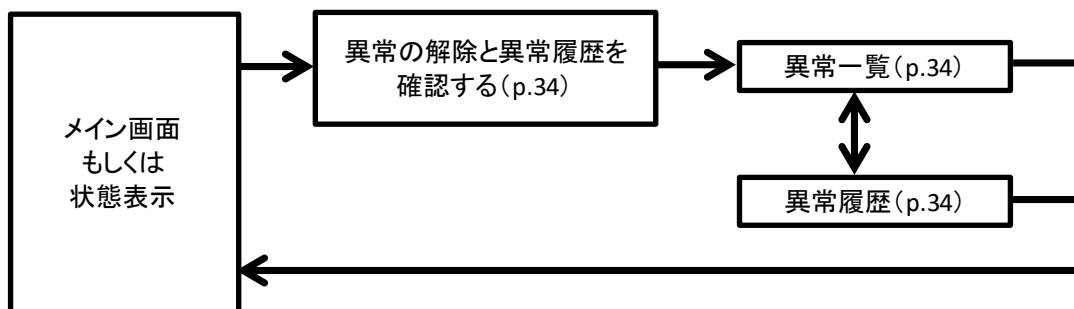 メイン画面
もしくは
状態表示
異常の解除と異常履歴を
確認する（p.34）
異常一覧（p.34）
異常履歴（p.34）